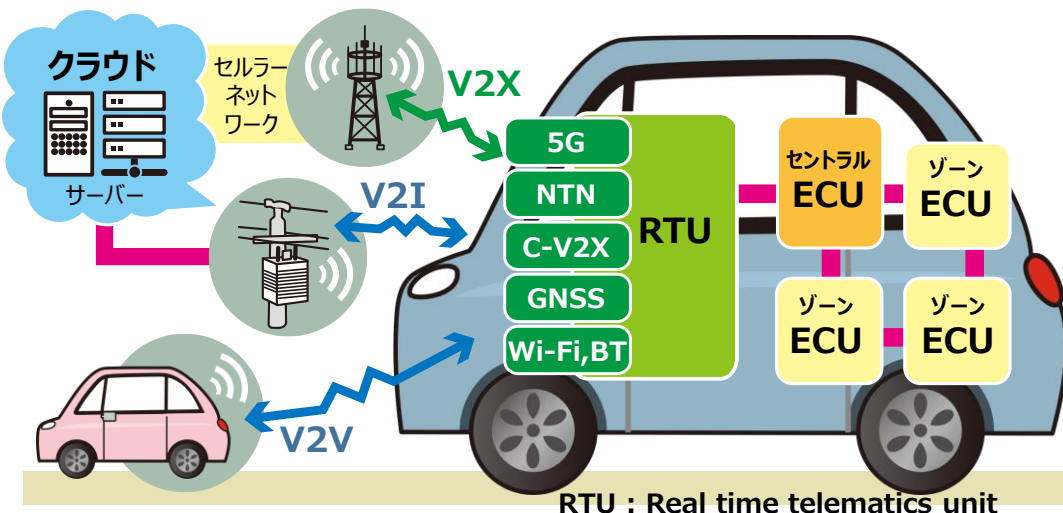 クラウド
サーバー
セルラー
ネット
ワーク
V2X
V2I
V2V
5G
NTN
C-V2X
GNSS
Wi-Fi,BT
RTU
セントラル
ECU
ゾーン
ECU
ゾーン
ECU
ゾーン
ECU
RTU : Real time telematics unit